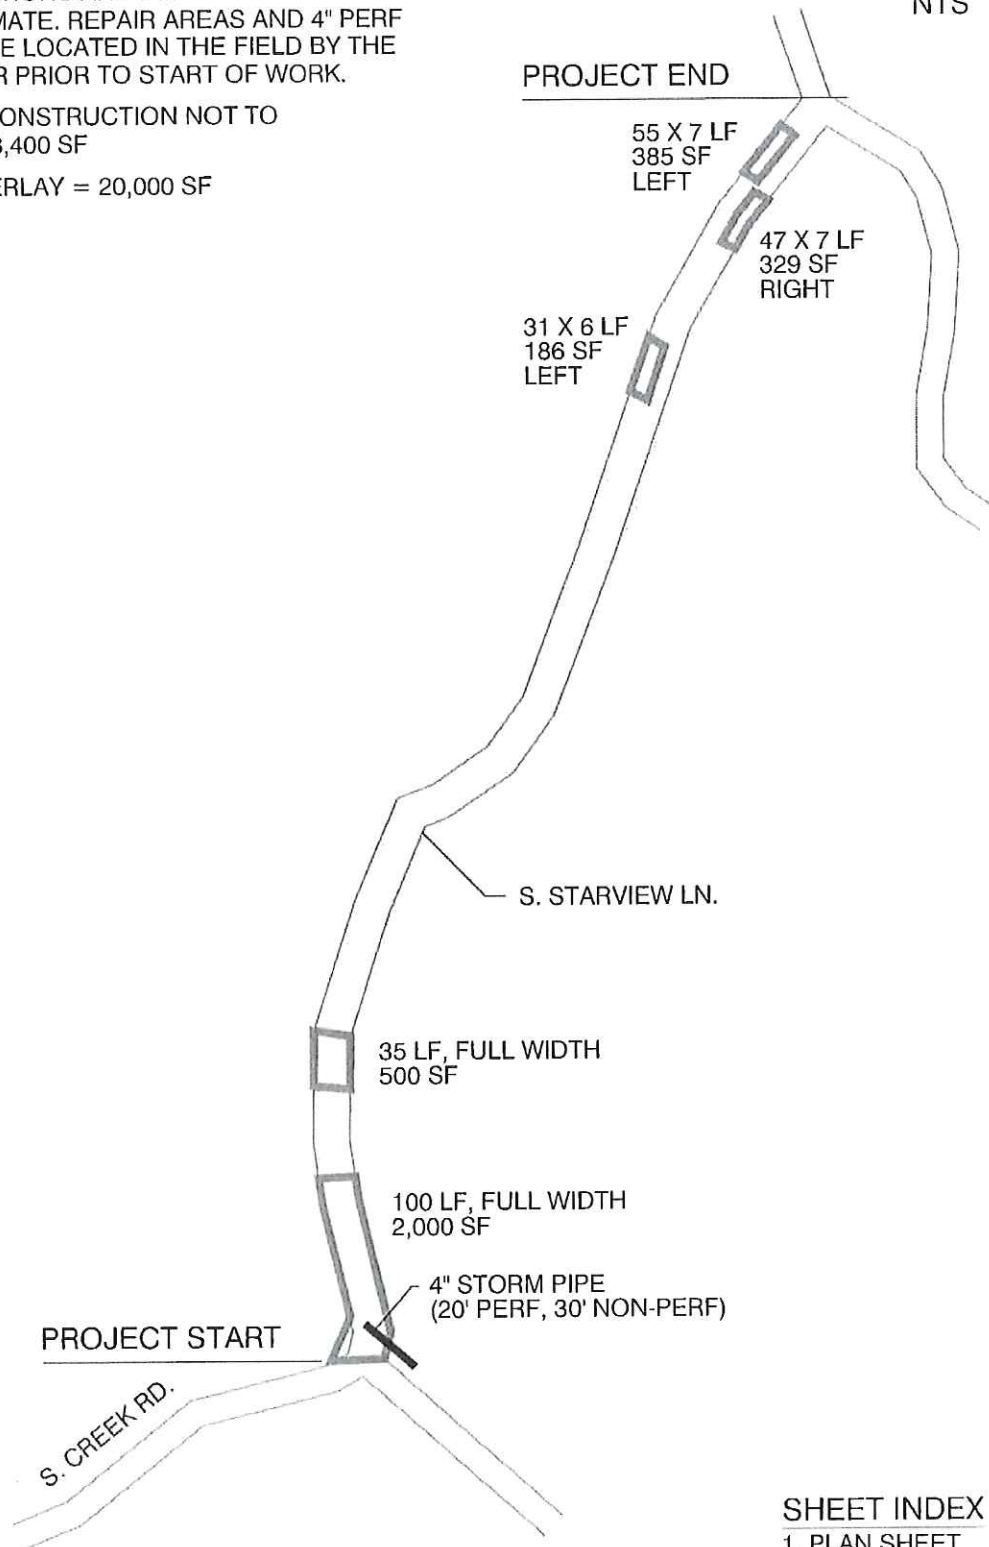 MATE. REPAIR AREAS AND 4" PERF
E LOCATED IN THE FIELD BY THE
R PRIOR TO START OF WORK.
ONSTRUCTION NOT TO
,400 SF
ERLAY = 20,000 SF
NTS
PROJECT END
55 X 7 LF
385 SF
LEFT
47 X 7 LF
329 SF
RIGHT
31 X 6 LF
186 SF
LEFT
S. STARVIEW LN.
35 LF, FULL WIDTH
500 SF
100 LF, FULL WIDTH
2,000 SF
4" STORM PIPE
(20' PERF, 30' NON-PERF)
PROJECT START
S. CREEK RD.
SHEET INDEX
1. PLAN SHEET